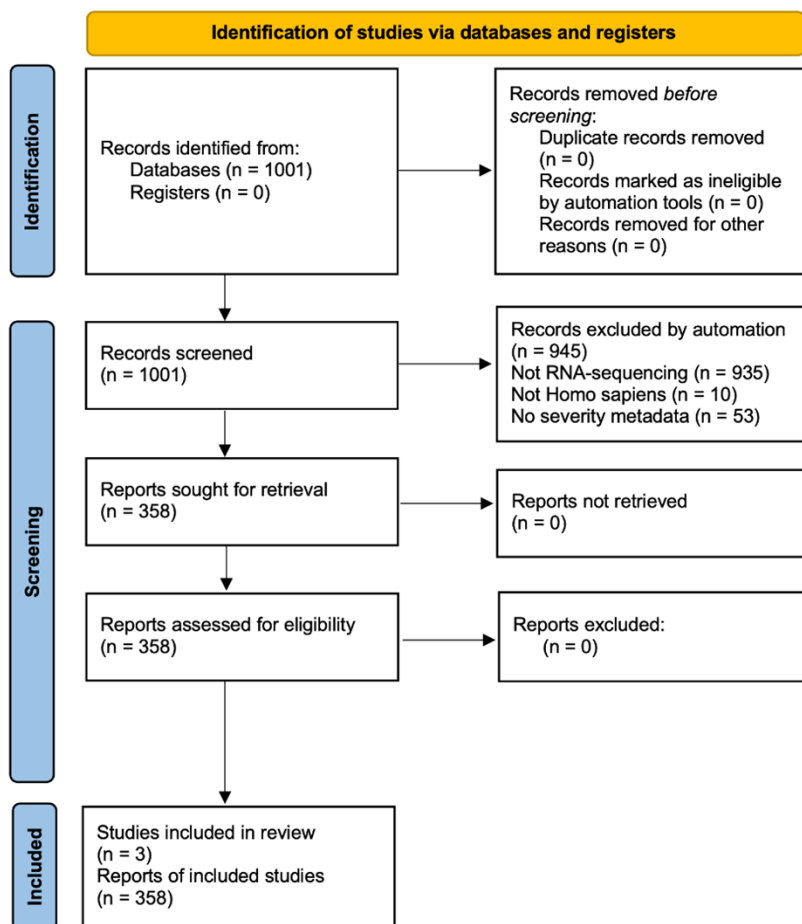 Identification of studies via databases and registers
Identification
Records identified from:
Databases (n = 1001)
Registers (n = 0)
Records removed before
screening:
Duplicate records removed
(n = 0)
Records marked as ineligible
by automation tools (n = 0)
Records removed for other
reasons (n = 0)
Screening
Records screened
(n = 1001)
Records excluded by automation
(n = 945)
Not RNA-sequencing (n = 935)
Not Homo sapiens (n = 10)
No severity metadata (n = 53)
Reports sought for retrieval
(n = 358)
Reports not retrieved
(n = 0)
Reports assessed for eligibility
(n = 358)
Reports excluded:
(n = 0)
Included
Studies included in review
(n = 3)
Reports of included studies
(n = 358)